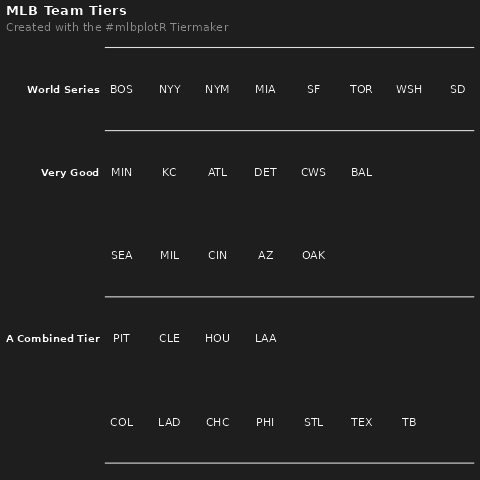 MLB Team Tiers
Created with the #mlbplotR Tiermaker
World Series BOS NYY NYM MIA SF TOR WSH SD
Very Good MIN KC ATL DET CWS BAL
SEA MIL CIN AZ OAK
A Combined Tier PIT CLE HOU LAA
COL LAD CHC PHI STL TEX TB